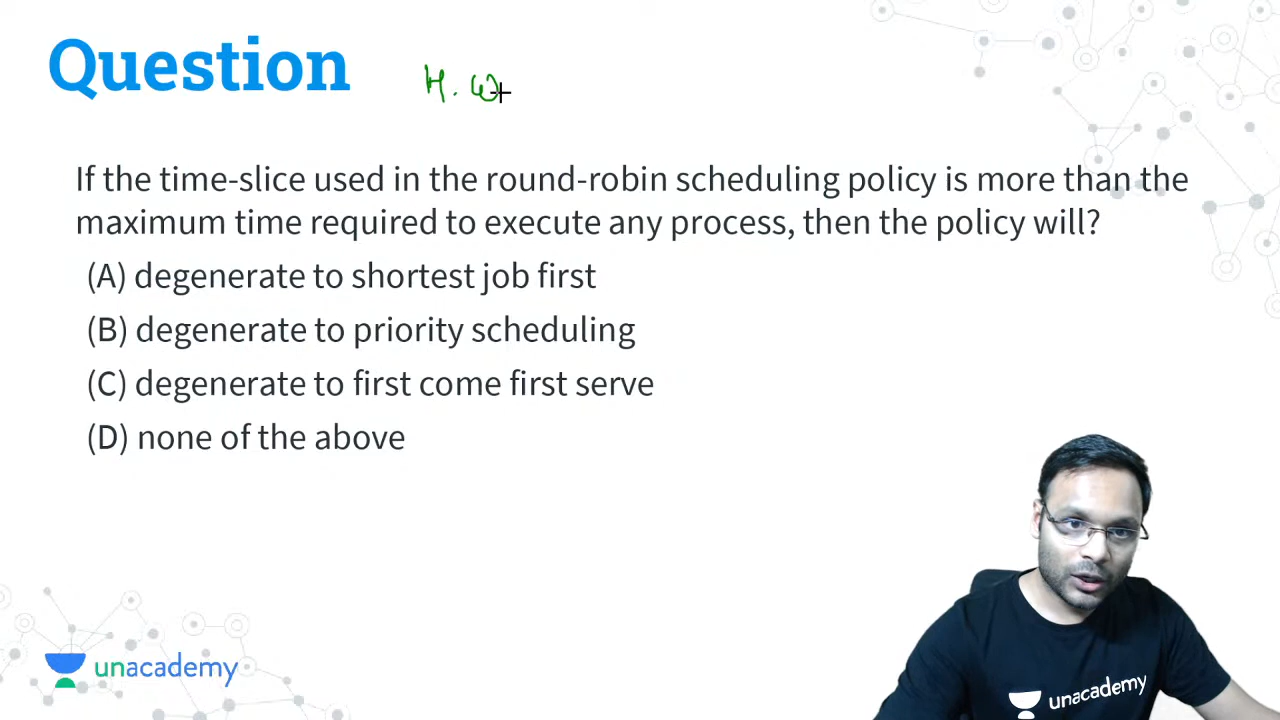 Question
H. W
If the time-slice used in the round-robin scheduling policy is more than the
maximum time required to execute any process, then the policy will?
(A) degenerate to shortest job first
(B) degenerate to priority scheduling
(C) degenerate to first come first serve
(D) none of the above
unacademy
unacademy